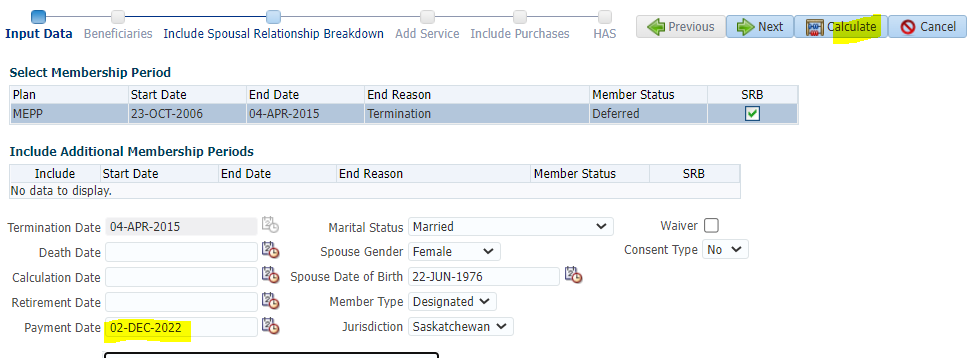 Input Data Beneficiaries Include Spousal Relationship Breakdown Add Service Include Purchases HAS Previous Next Calculate Cancel
Select Membership Period
Plan Start Date End Date End Reason Member Status SRB
MEPP 23-OCT-2006 04-APR-2015 Termination Deferred
Include Additional Membership Periods
Include Start Date End Date End Reason Member Status SRB
No data to display.
Termination Date 04-APR-2015 Marital Status Married Waiver
Death Date Spouse Gender Female Consent Type No
Calculation Date Spouse Date of Birth 22-JUN-1976
Retirement Date Member Type Designated
Payment Date 02-DEC-2022 Jurisdiction Saskatchewan